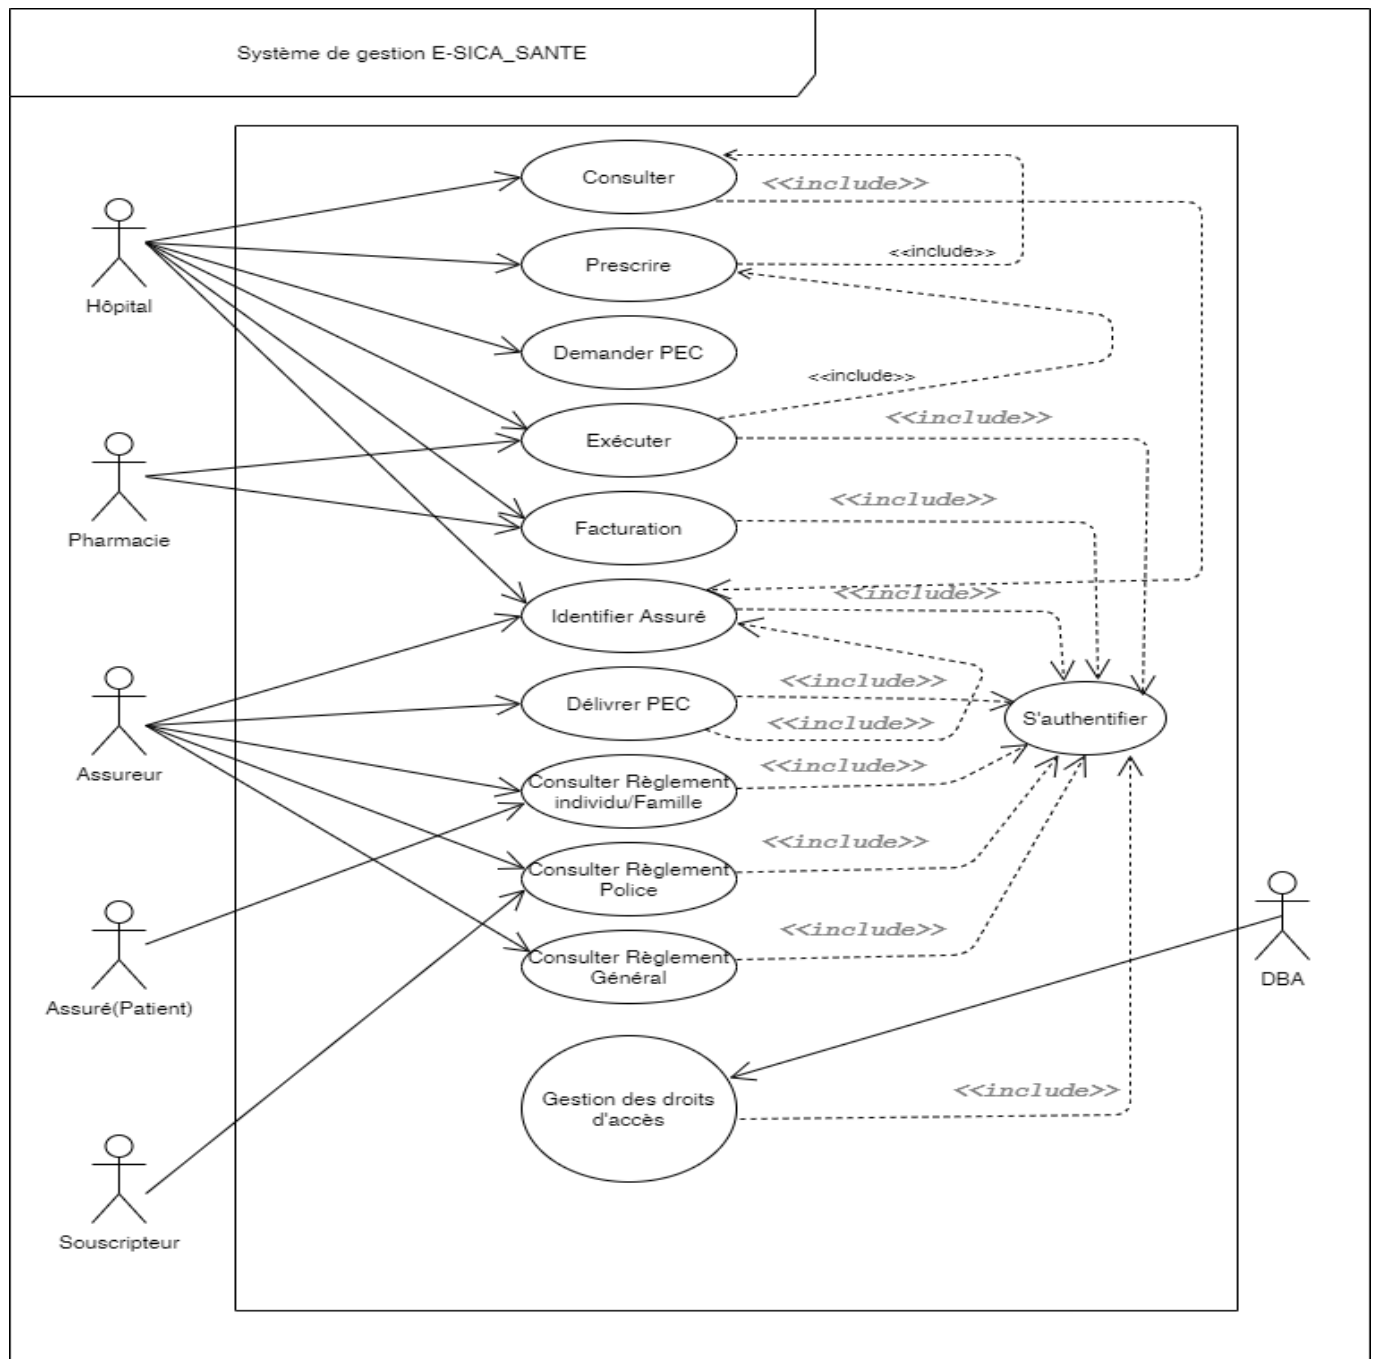 Système de gestion E-SICA_SANTE
Consulter
<<include>>
Prescrire
<<include>>
Hôpital
Demander PEC
<<include>>
Exécuter
<<include>>
Pharmacie
Facturation
<<include>>
Identifier Assuré
<<include>>
Délivrer PEC
<<include>>
<<include>>
S'authentifier
Assureur
Consulter Règlement
individu/Famille
<<include>>
Consulter Règlement
Police
<<include>>
Assuré(Patient)
Consulter Règlement
Général
<<include>>
DBA
Gestion des droits
d'accès
<<include>>
Souscripteur